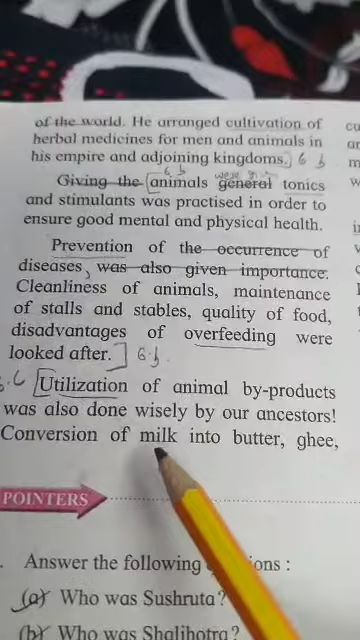 of the world. He arranged cultivation of
herbal medicines for men and animals in
his empire and adjoining kingdoms.] 6 b
Giving the [animals general tonics
and stimulants was practised in order to
ensure good mental and physical health.
Prevention of the occurrence of
diseases, was also given importance.
Cleanliness of animals, maintenance
of stalls and stables, quality of food,
disadvantages of overfeeding were
looked after.] 6.b.
[Utilization of animal by-products
was also done wisely by our ancestors!
Conversion of milk into butter, ghee,
POINTERS
Answer the following
ions :
(a) Who was Sushruta?
(b) Who was Shalihotra?